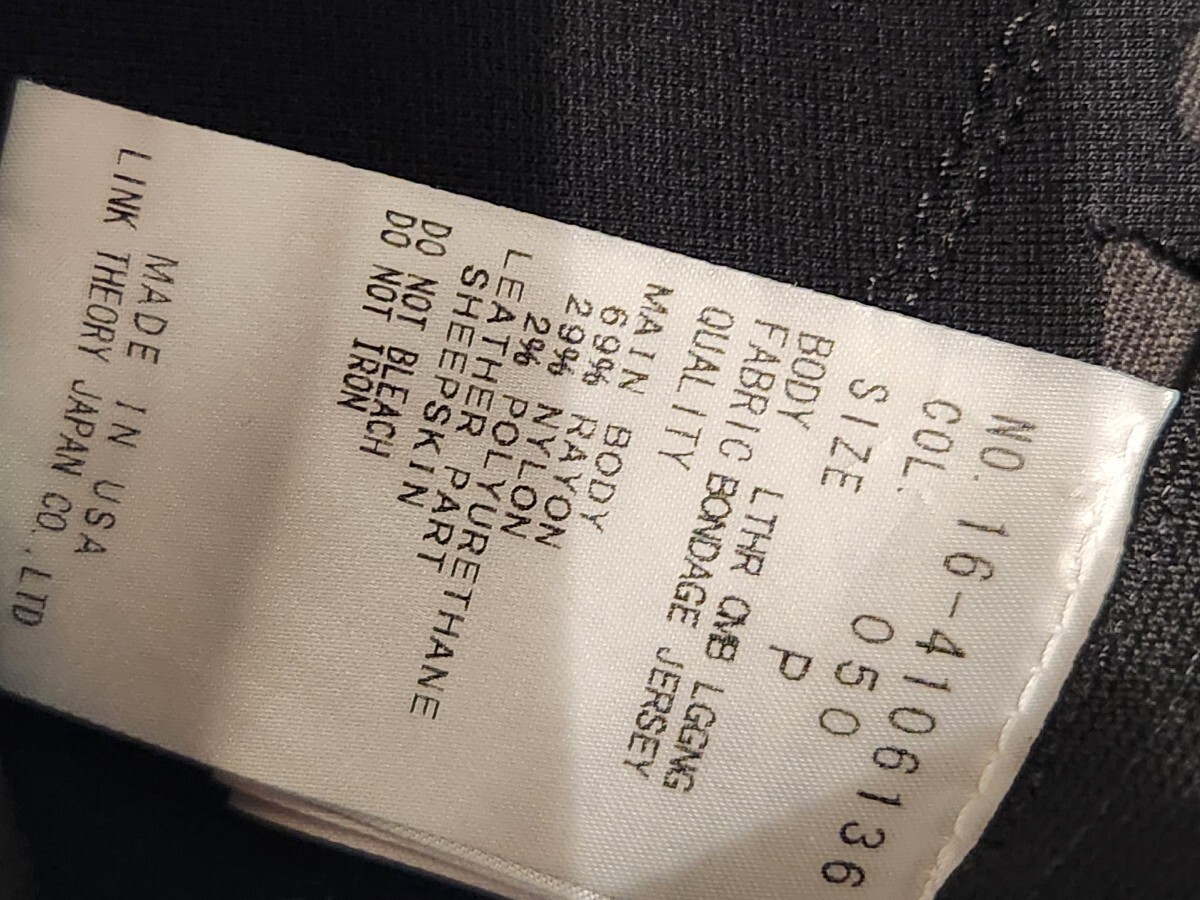 NO. 16-4106136
COL. 050
SIZE P
BODY LTHR CMB LGGNG
FABRIC BONDAGE JERSEY
QUALITY
MAIN BODY
69% RAYON
29% NYLON
2% POLYURETHANE
LEATHER PART
SHEEPSKIN
DO NOT BLEACH
DO NOT IRON
MADE IN USA
LINK THEORY JAPAN CO.,LTD